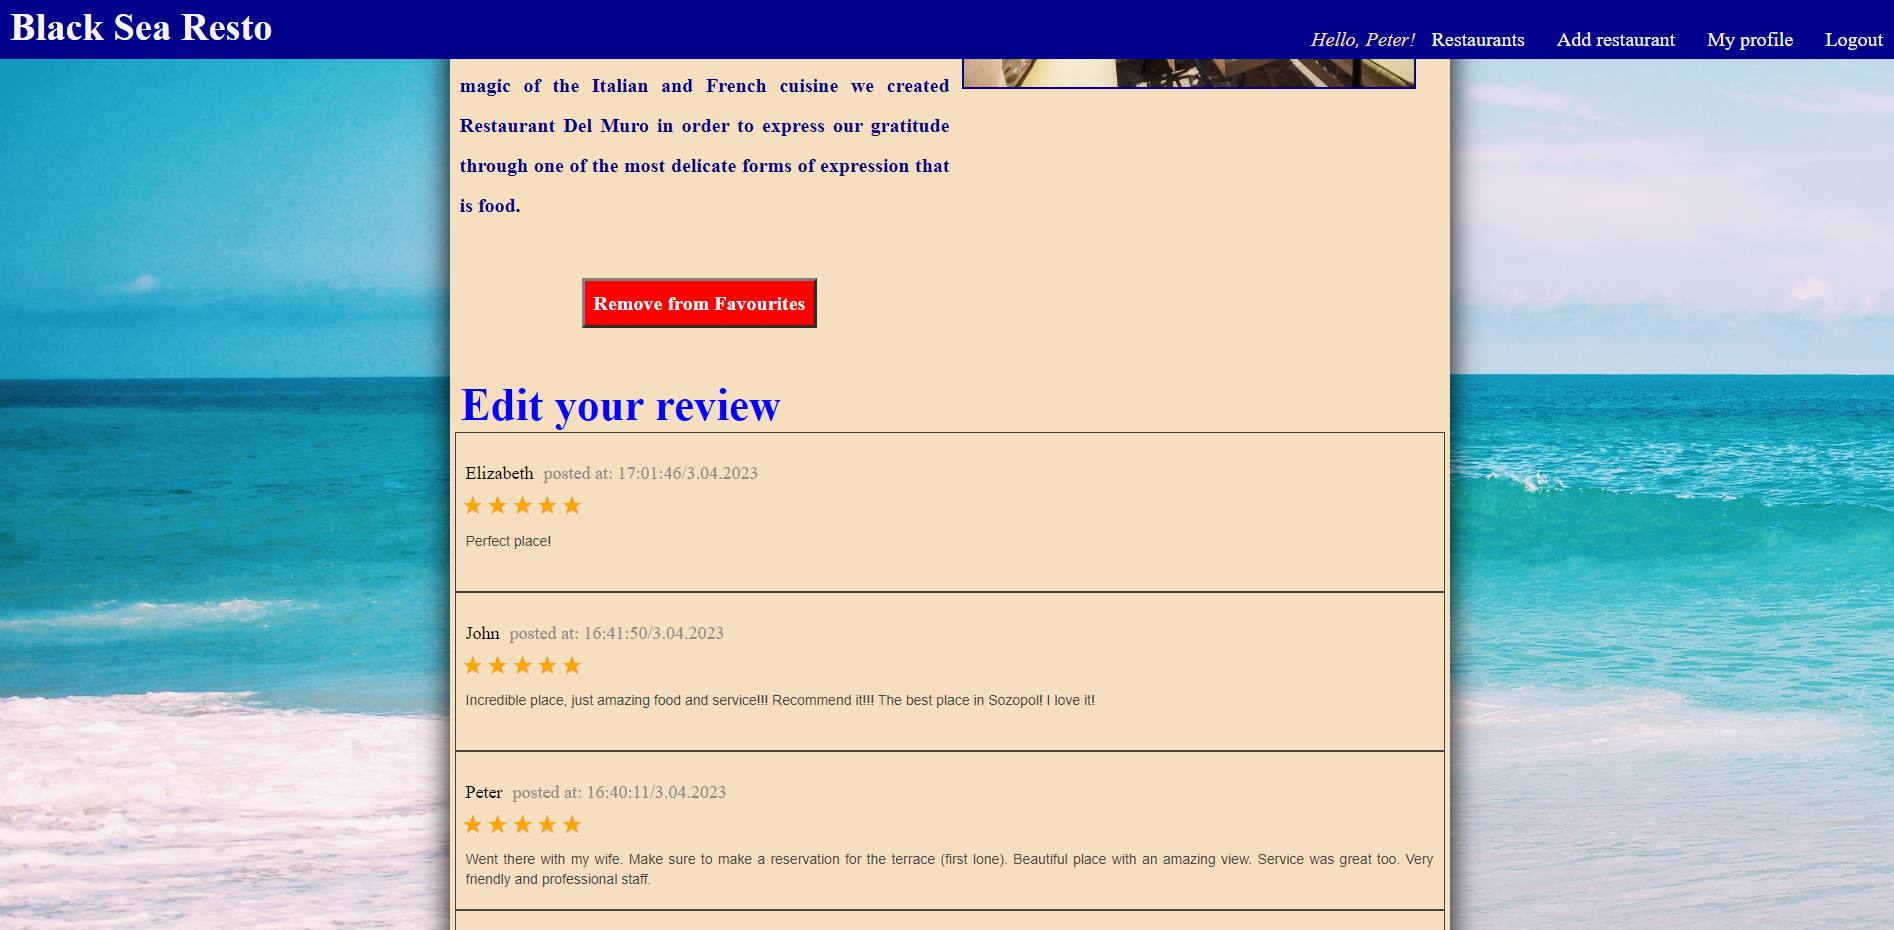 Black Sea Resto
Hello, Peter! Restaurants Add restaurant My profile Logout
magic of the Italian and French cuisine we created
Restaurant Del Muro in order to express our gratitude
through one of the most delicate forms of expression that
is food.
Remove from Favourites
Edit your review
Elizabeth posted at: 17:01:46/3.04.2023
★ ★ ★ ★ ★
Perfect place!
John posted at: 16:41:50/3.04.2023
★ ★ ★ ★ ★
Incredible place, just amazing food and service!!! Recommend it!!! The best place in Sozopol! I love it!
Peter posted at: 16:40:11/3.04.2023
★ ★ ★ ★ ★
Went there with my wife. Make sure to make a reservation for the terrace (first lone). Beautiful place with an amazing view. Service was great too. Very
friendly and professional staff.